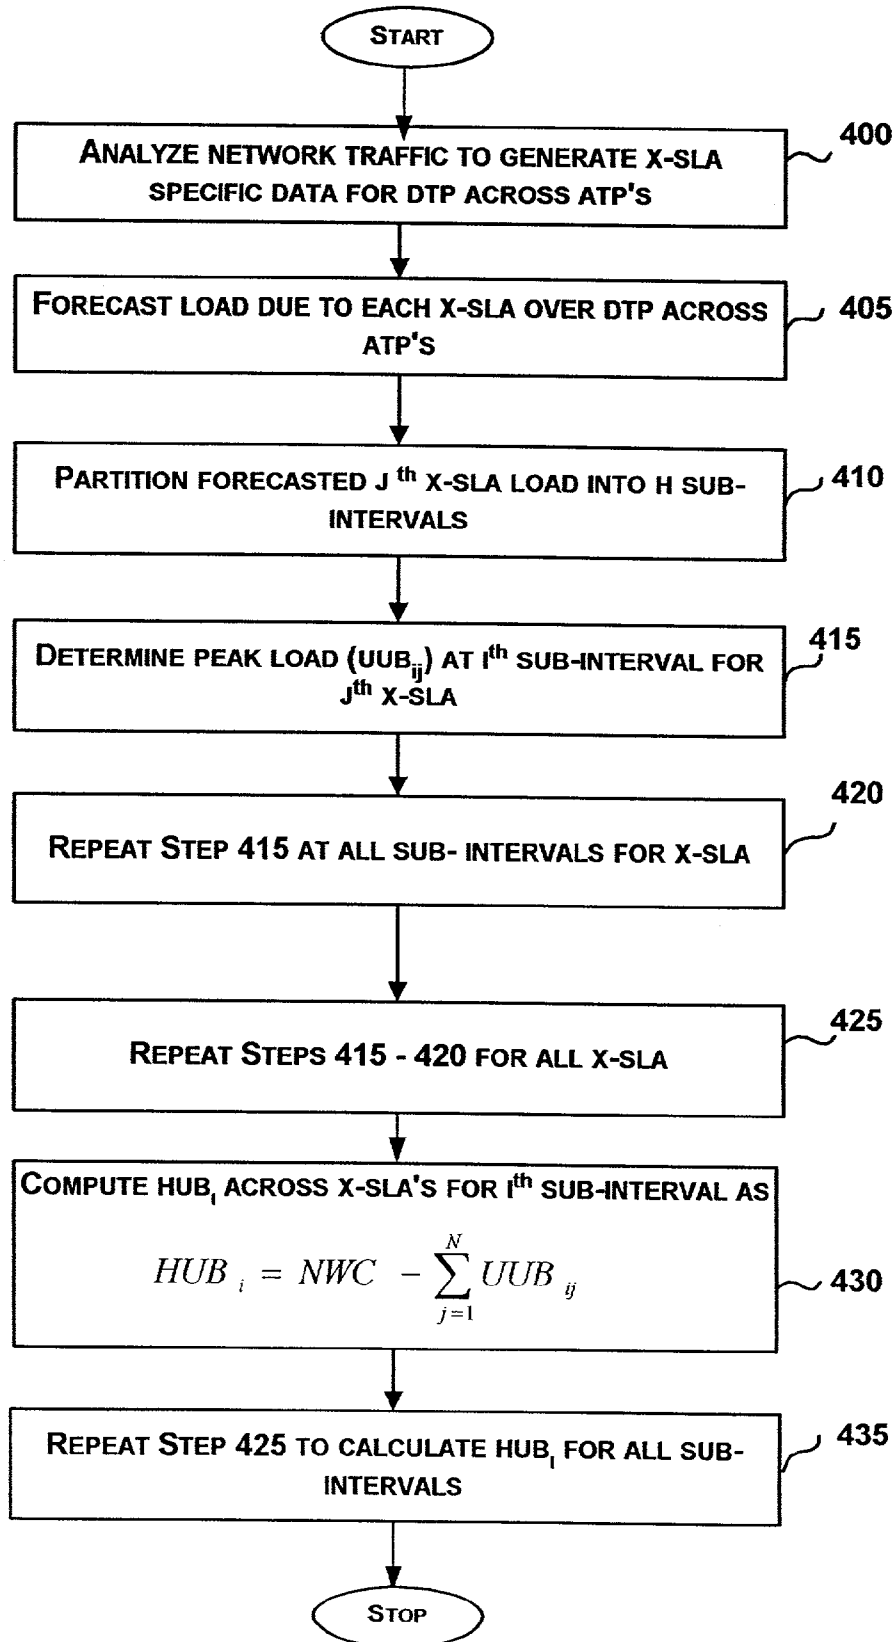 START
ANALYZE NETWORK TRAFFIC TO GENERATE X-SLA
SPECIFIC DATA FOR DTP ACROSS ATP'S
400
FORECAST LOAD DUE TO EACH X-SLA OVER DTP ACROSS
ATP'S
405
PARTITION FORECASTED J th X-SLA LOAD INTO H SUB-
INTERVALS
410
DETERMINE PEAK LOAD (UUBij) AT Ith SUB-INTERVAL FOR
Jth X-SLA
415
REPEAT STEP 415 AT ALL SUB- INTERVALS FOR X-SLA
420
REPEAT STEPS 415 - 420 FOR ALL X-SLA
425
COMPUTE HUBI ACROSS X-SLA'S FOR Ith SUB-INTERVAL AS
HUB i = NWC - ∑ N j=1 UUB ij
430
REPEAT STEP 425 TO CALCULATE HUBI FOR ALL SUB-
INTERVALS
435
STOP